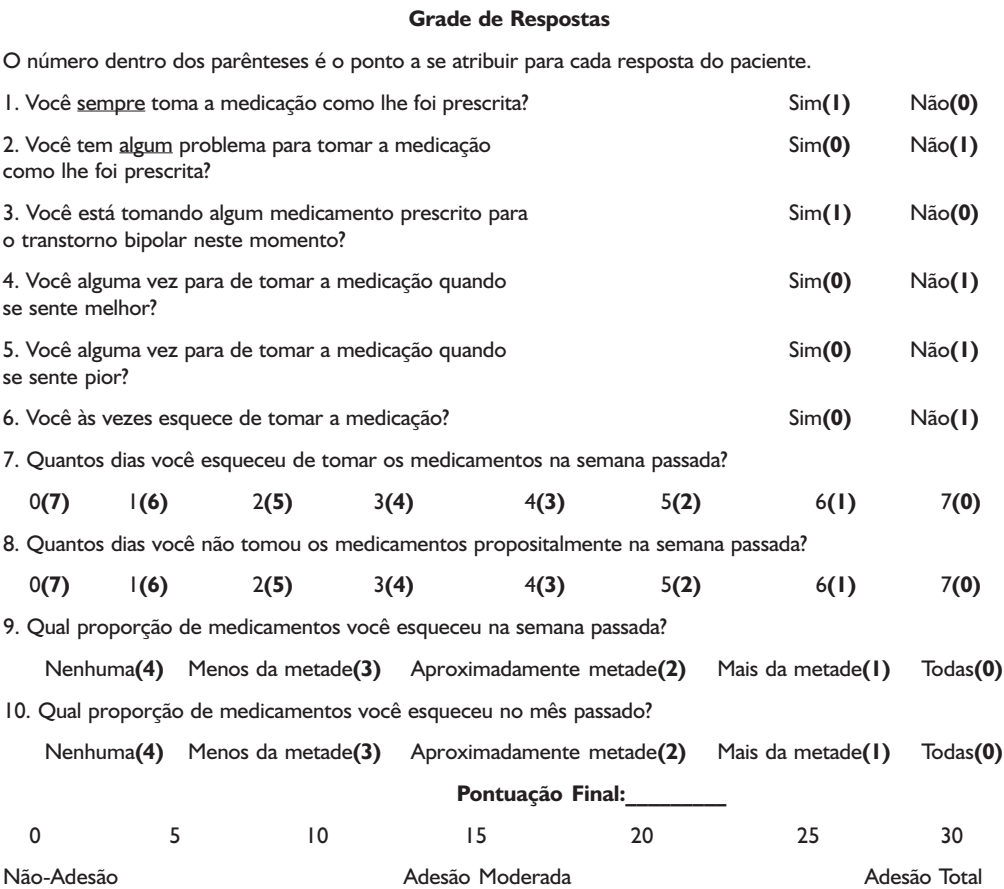 Grade de Respostas
O número dentro dos parênteses é o ponto a se atribuir para cada resposta do paciente.
1. Você sempre toma a medicação como lhe foi prescrita? Sim(1) Não(0)
2. Você tem algum problema para tomar a medicação Sim(0) Não(1)
como lhe foi prescrita?
3. Você está tomando algum medicamento prescrito para Sim(1) Não(0)
o transtorno bipolar neste momento?
4. Você alguma vez para de tomar a medicação quando Sim(0) Não(1)
se sente melhor?
5. Você alguma vez para de tomar a medicação quando Sim(0) Não(1)
se sente pior?
6. Você às vezes esquece de tomar a medicação? Sim(0) Não(1)
7. Quantos dias você esqueceu de tomar os medicamentos na semana passada?
0(7) 1(6) 2(5) 3(4) 4(3) 5(2) 6(1) 7(0)
8. Quantos dias você não tomou os medicamentos propositalmente na semana passada?
0(7) 1(6) 2(5) 3(4) 4(3) 5(2) 6(1) 7(0)
9. Qual proporção de medicamentos você esqueceu na semana passada?
Nenhuma(4) Menos da metade(3) Aproximadamente metade(2) Mais da metade(1) Todas(0)
10. Qual proporção de medicamentos você esqueceu no mês passado?
Nenhuma(4) Menos da metade(3) Aproximadamente metade(2) Mais da metade(1) Todas(0)
Pontuação Final:_________
0 5 10 15 20 25 30
Não-Adesão Adesão Moderada Adesão Total